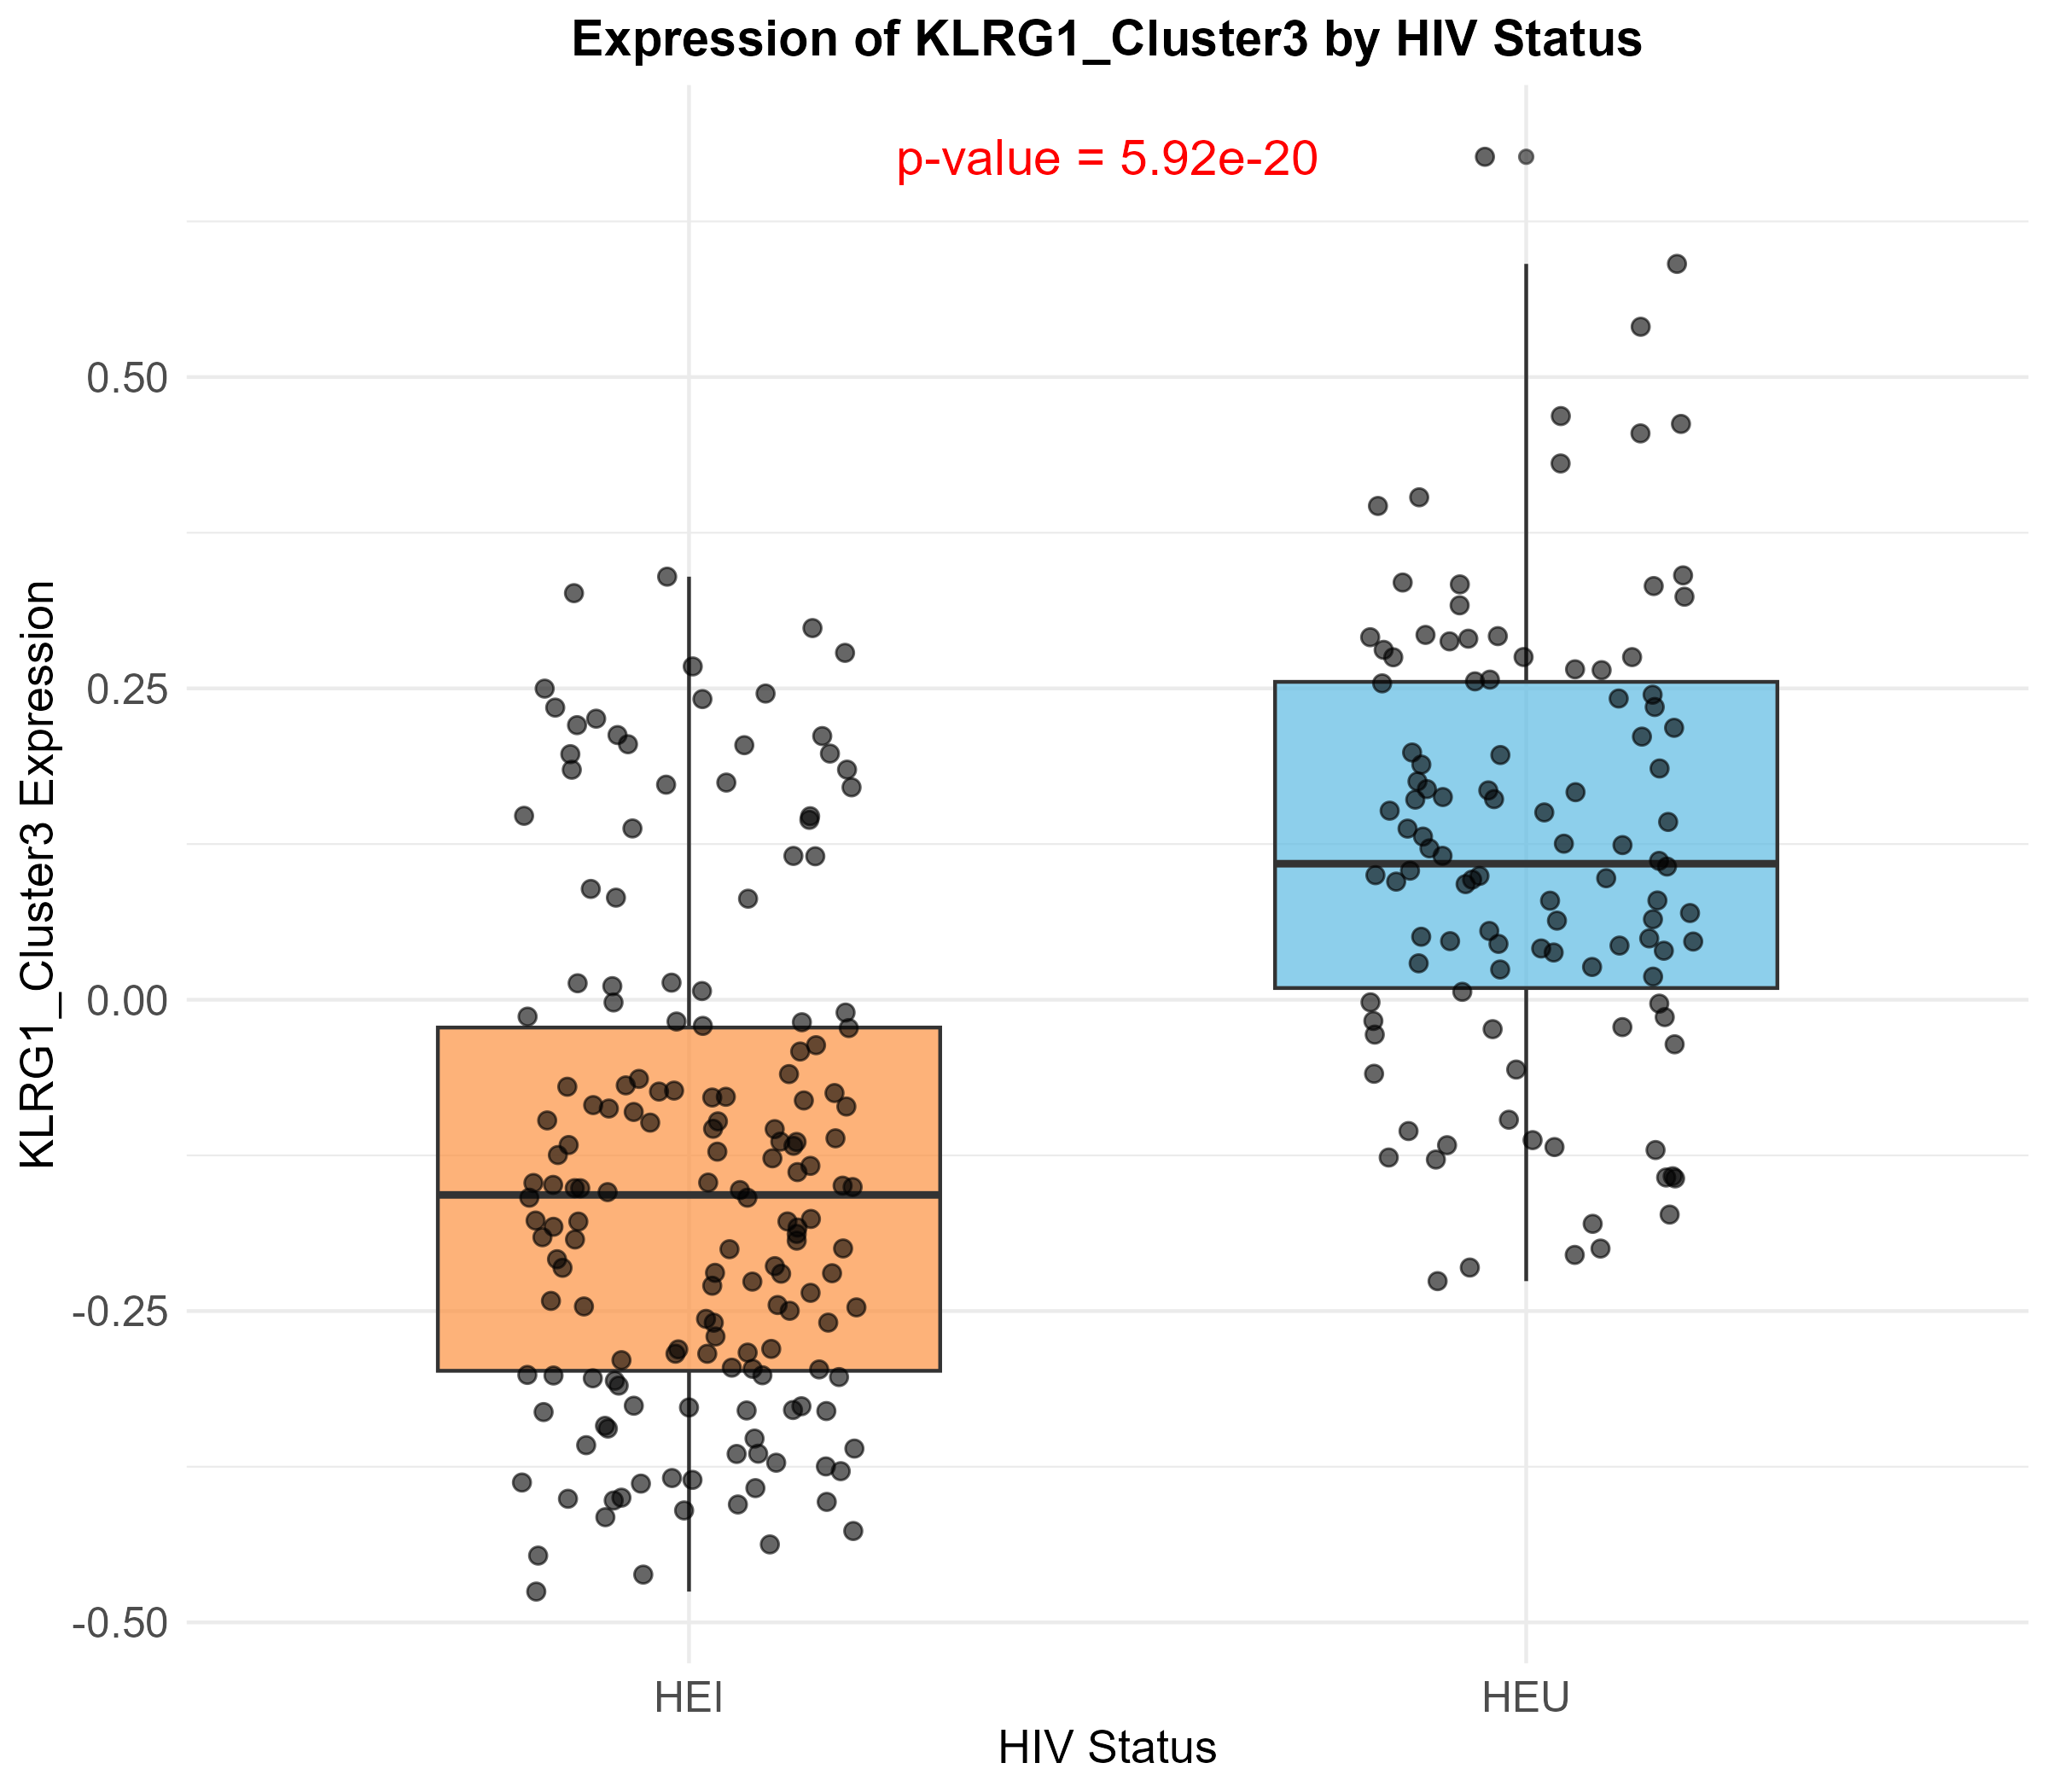 Expression of KLRG1_Cluster3 by HIV Status
p-value = 5.92e-20
KLRG1_Cluster3 Expression
0.50
0.25
0.00
-0.25
-0.50
HEI
HEU
HIV Status